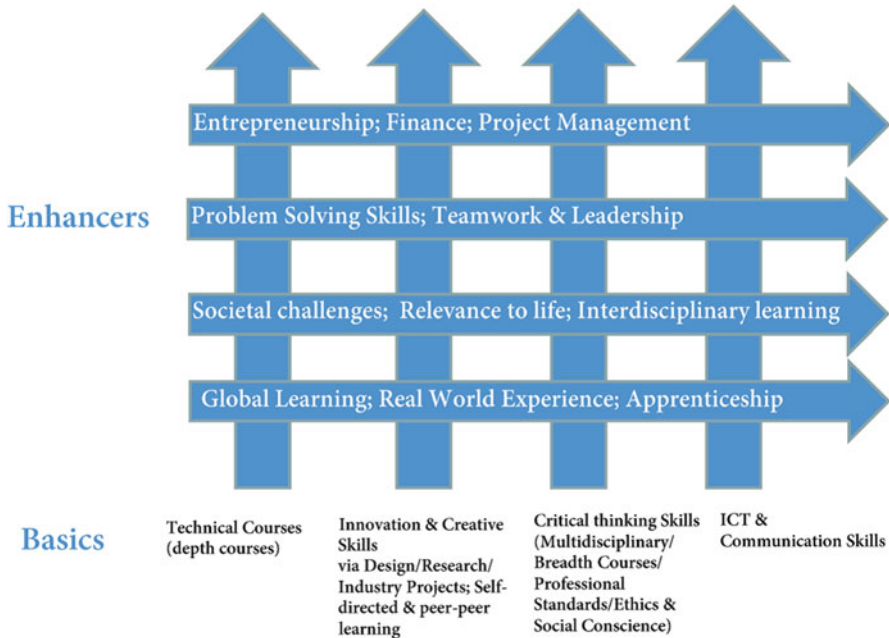 Entrepreneurship; Finance; Project Management
Enhancers
Problem Solving Skills; Teamwork & Leadership
Societal challenges; Relevance to life; Interdisciplinary learning
Global Learning; Real World Experience; Apprenticeship
Basics
Technical Courses
(depth courses)
Innovation & Creative
Skills
via Design/Research/
Industry Projects; Self-
directed & peer-peer
learning
Critical thinking Skills
(Multidisciplinary/
Breadth Courses/
Professional
Standards/Ethics &
Social Conscience)
ICT &
Communication Skills